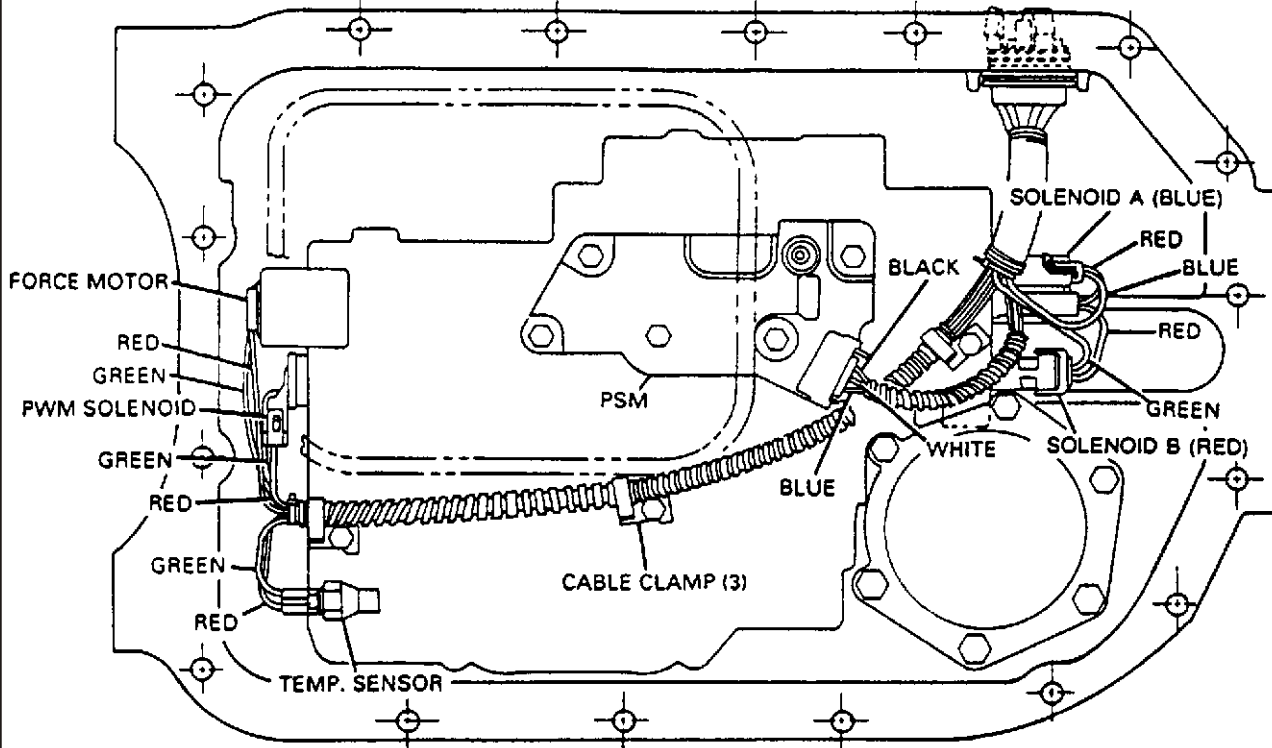 SOLENOID A (BLUE)
RED
BLACK
BLUE
FORCE MOTOR
RED
RED
GREEN
PSM
PWM SOLENOID
GREEN
WHITE
SOLENOID B (RED)
GREEN
BLUE
RED
GREEN
CABLE CLAMP (3)
RED
TEMP. SENSOR